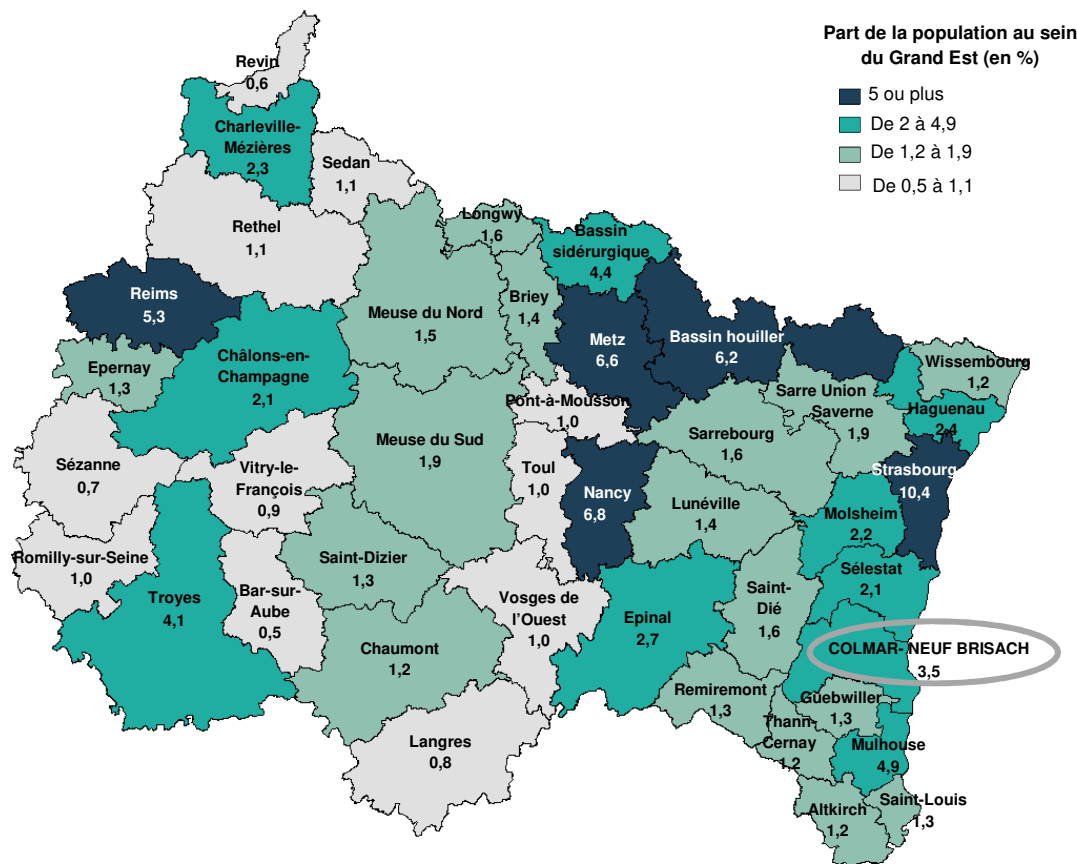 Part de la population au sein
du Grand Est (en %)
5 ou plus
De 2 à 4,9
De 1,2 à 1,9
De 0,5 à 1,1
Revin
0,6
Charleville-
Mézières
2,3
Sedan
1,1
Rethel
1,1
Longwy
1,6
Bassin
sidérurgique
4,4
Reims
5,3
Briey
1,4
Meuse du Nord
1,5
Metz
6,6
Bassin houiller
6,2
Wissembourg
1,2
Epernay
1,3
Châlons-en-
Champagne
2,1
Pont-à-Mousson
1,0
Sarre Union
Saverne
1,9
Haguenau
2,4
Meuse du Sud
1,9
Sarrebourg
1,6
Sézanne
0,7
Vitry-le-
François
0,9
Toul
1,0
Nancy
6,8
Lunéville
1,4
Strasbourg
10,4
Molsheim
2,2
Romilly-sur-Seine
1,0
Saint-Dizier
1,3
Sélestat
2,1
Troyes
4,1
Bar-sur-
Aube
0,5
Vosges de
l'Ouest
1,0
Epinal
2,7
Saint-
Dié
1,6
Chaumont
1,2
COLMAR- NEUF BRISACH
3,5
Remiremont
1,3
Guebwiller
1,3
Thann-
Cernay
1,2
Langres
0,8
Mulhouse
4,9
Altkirch
1,2
Saint-Louis
1,3